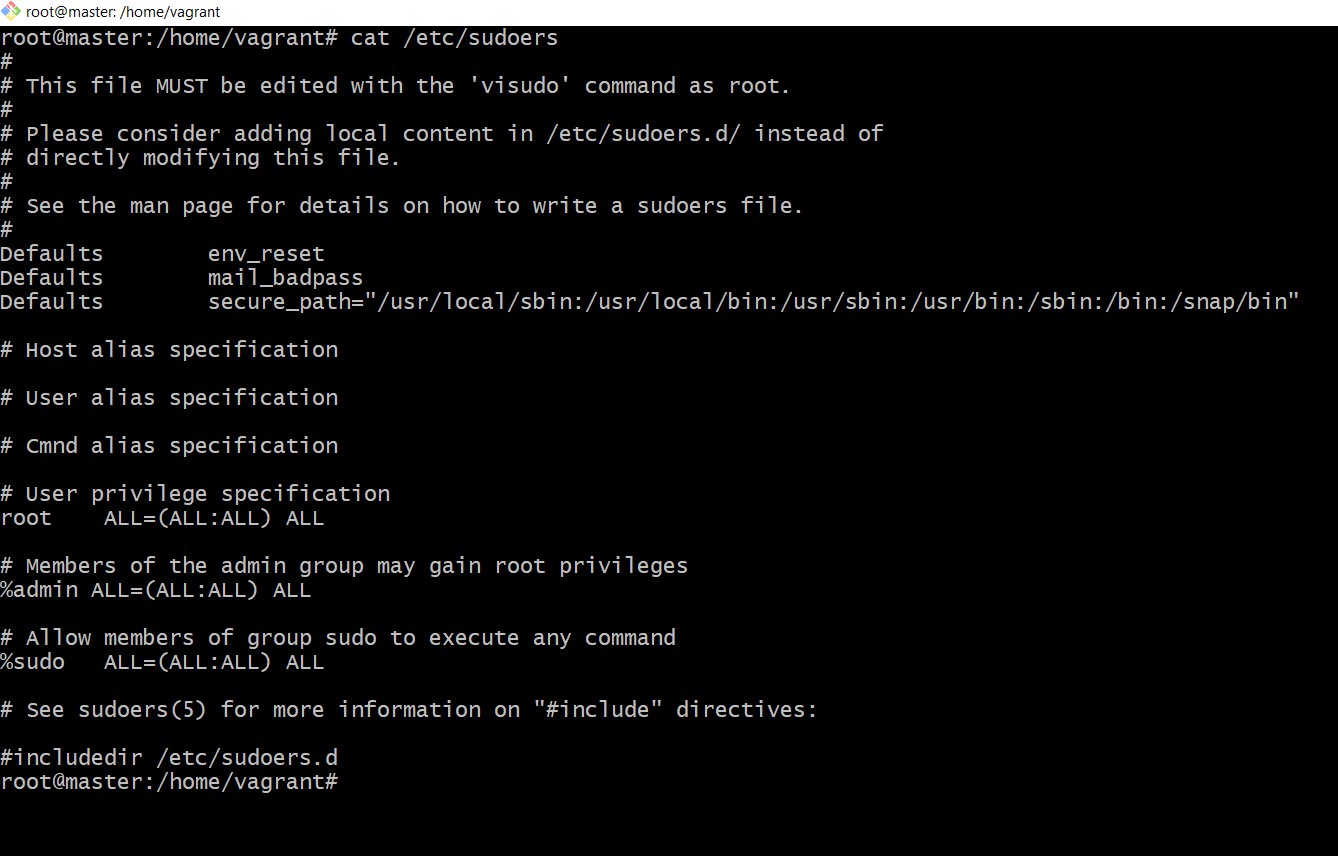 root@master: /home/vagrant
root@master:/home/vagrant# cat /etc/sudoers
#
# This file MUST be edited with the 'visudo' command as root.
#
# Please consider adding local content in /etc/sudoers.d/ instead of
# directly modifying this file.
#
# See the man page for details on how to write a sudoers file.
#
Defaults        env_reset
Defaults        mail_badpass
Defaults        secure_path="/usr/local/sbin:/usr/local/bin:/usr/sbin:/usr/bin:/sbin:/bin:/snap/bin"
# Host alias specification
# User alias specification
# Cmnd alias specification
# User privilege specification
root    ALL=(ALL:ALL) ALL
# Members of the admin group may gain root privileges
%admin ALL=(ALL:ALL) ALL
# Allow members of group sudo to execute any command
%sudo   ALL=(ALL:ALL) ALL
# See sudoers(5) for more information on "#include" directives:
#includedir /etc/sudoers.d
root@master:/home/vagrant#